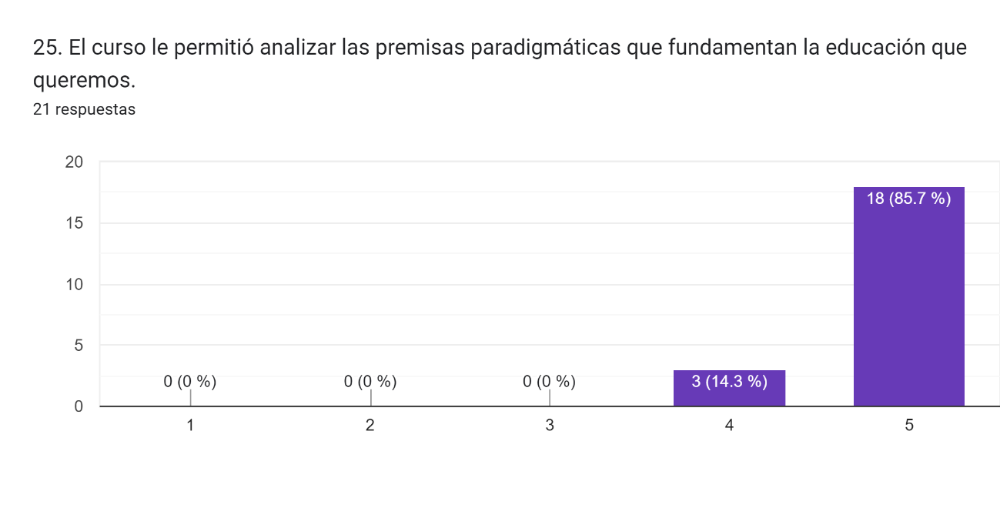 25. El curso le permitió analizar las premisas paradigmáticas que fundamentan la educación que
queremos.
21 respuestas
20
15
10
5
0
0 (0 %)
0 (0 %)
0 (0 %)
3 (14.3 %)
18 (85.7 %)
1
2
3
4
5